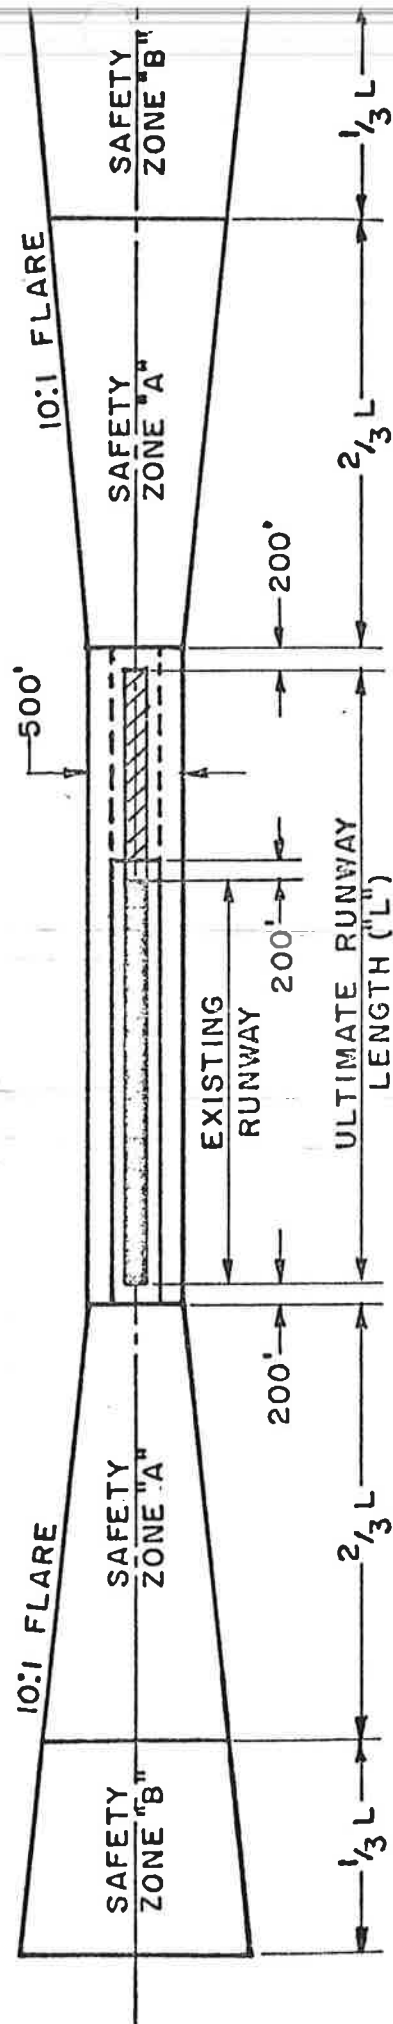 10:1 FLARE
10:1 FLARE
SAFETY
ZONE "B"
SAFETY
ZONE "A"
500'
SAFETY
ZONE "A"
SAFETY
ZONE "B"
EXISTING
RUNWAY
200'
200'
200'
ULTIMATE RUNWAY
LENGTH ("L")
1/3 L
2/3 L
2/3 L
1/3 L